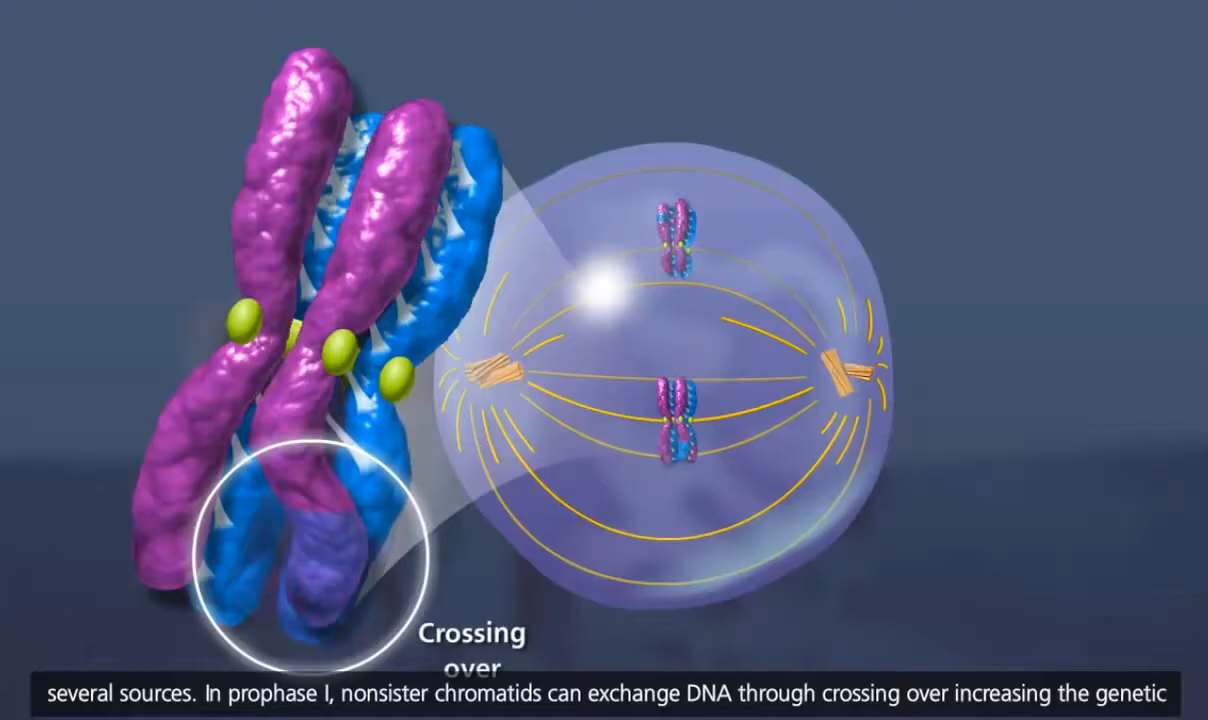 Crossing
over
several sources. In prophase I, nonsister chromatids can exchange DNA through crossing over increasing the genetic